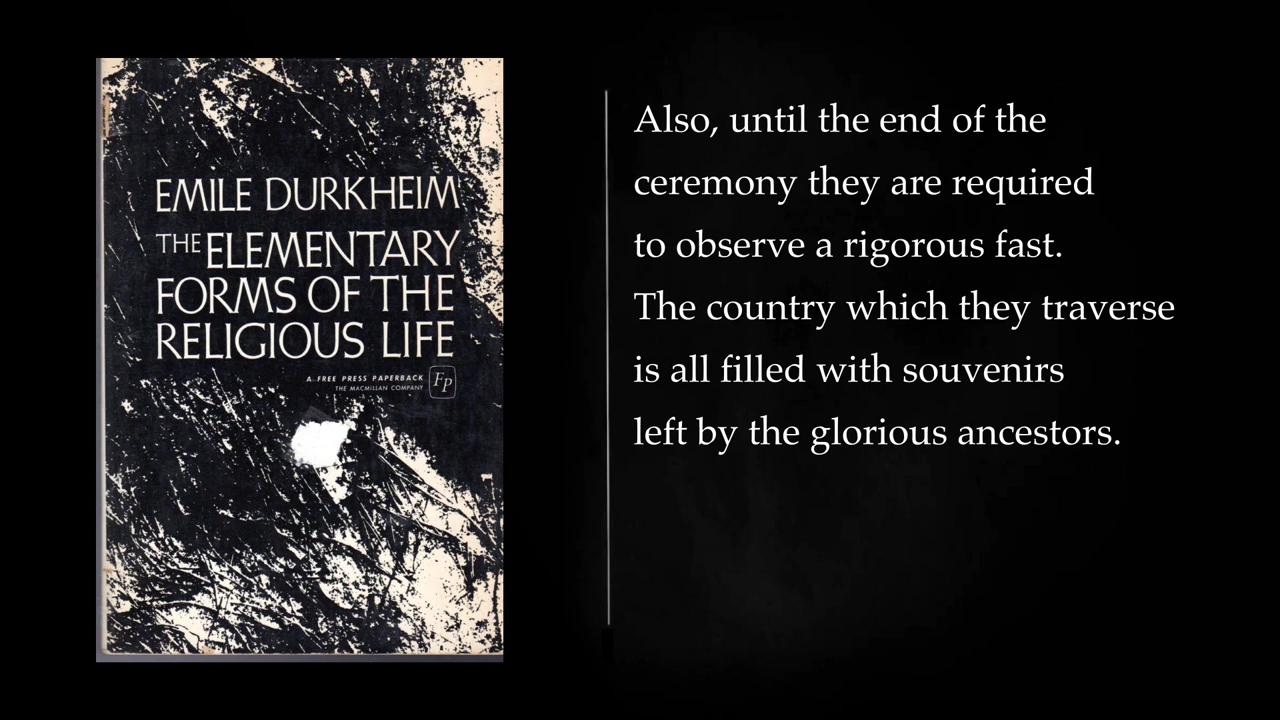 EMILE DURKHEIM
THE ELEMENTARY
FORMS OF THE
RELIGIOUS LIFE
A FREE PRESS PAPERBACK
THE MACMILLAN COMPANY
FP
Also, until the end of the
ceremony they are required
to observe a rigorous fast.
The country which they traverse
is all filled with souvenirs
left by the glorious ancestors.